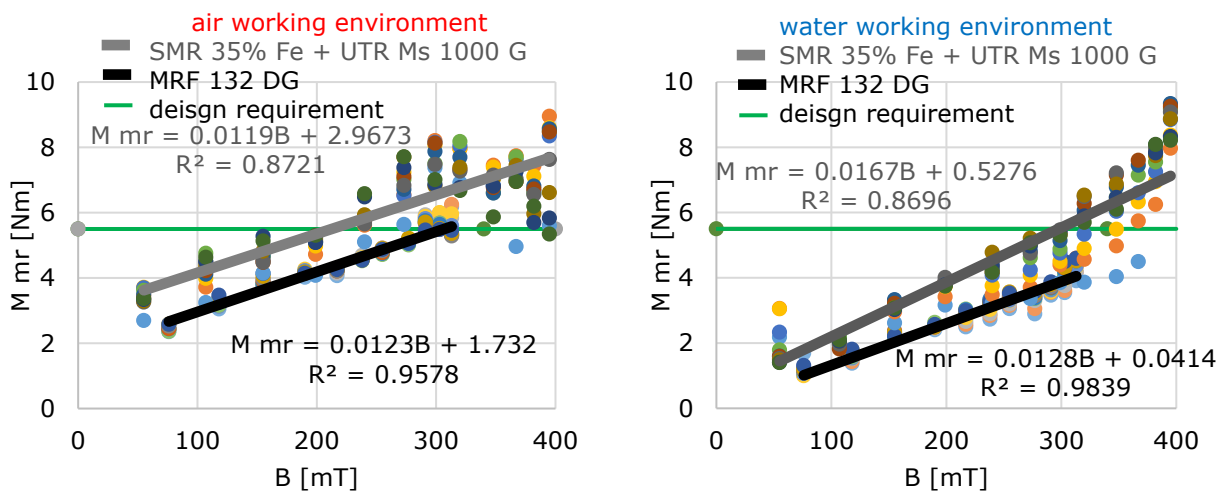 air working environment
SMR 35% Fe + UTR Ms 1000 G
MRF 132 DG
deisgn requirement
M mr = 0.0119B + 2.9673
R² = 0.8721
M mr = 0.0123B + 1.732
R² = 0.9578
M mr [Nm]
10
8
6
4
2
0
0 100 200 300 400
B [mT]
water working environment
SMR 35% Fe + UTR Ms 1000 G
MRF 132 DG
deisgn requirement
M mr = 0.0167B + 0.5276
R² = 0.8696
M mr = 0.0128B + 0.0414
R² = 0.9839
M mr [Nm]
10
8
6
4
2
0
0 100 200 300 400
B [mT]